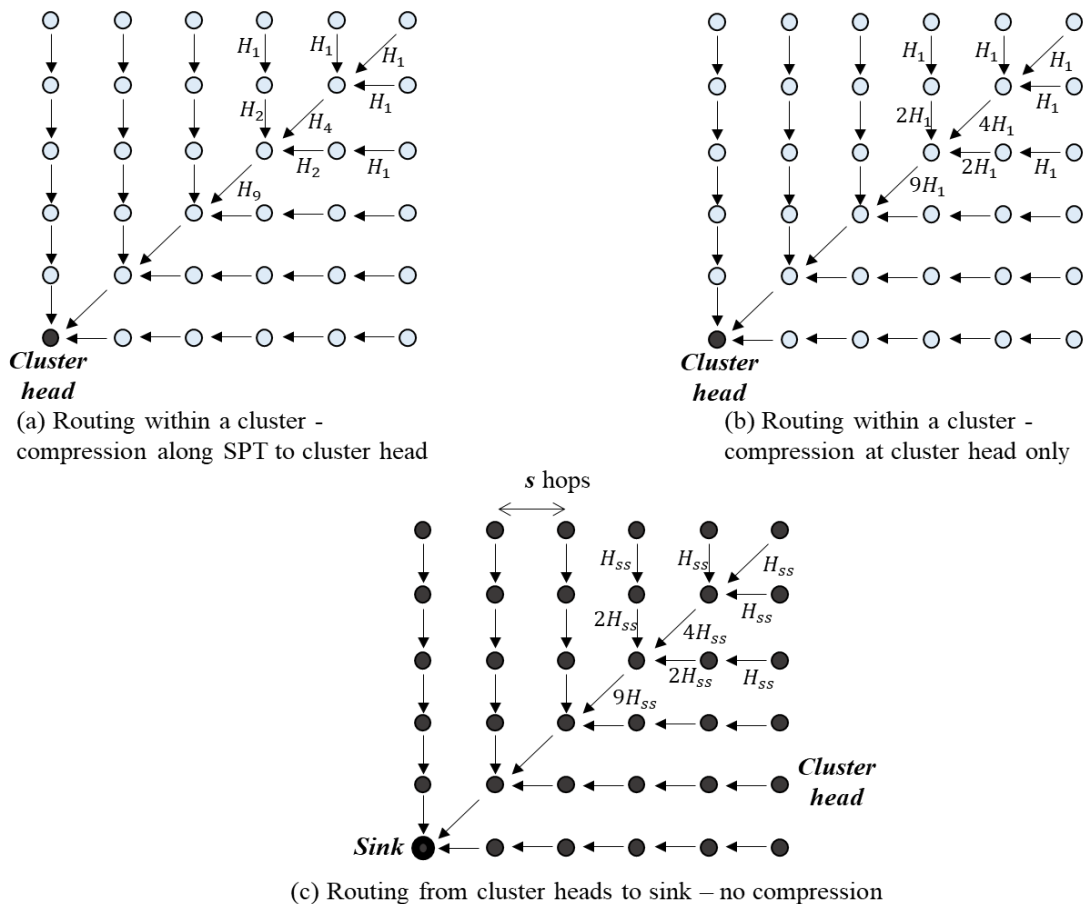 H₁ H₁ H₁
H₁
H₂ H₄
H₂ H₁
H₉
Cluster
head
(a) Routing within a cluster -
compression along SPT to cluster head
H₁ H₁ H₁
H₁
2H₁ 4H₁
2H₁ H₁
9H₁
Cluster
head
(b) Routing within a cluster -
compression at cluster head only
s hops
Hₛₛ Hₛₛ Hₛₛ
Hₛₛ
2Hₛₛ 4Hₛₛ
2Hₛₛ Hₛₛ
9Hₛₛ
Cluster
head
Sink
(c) Routing from cluster heads to sink – no compression